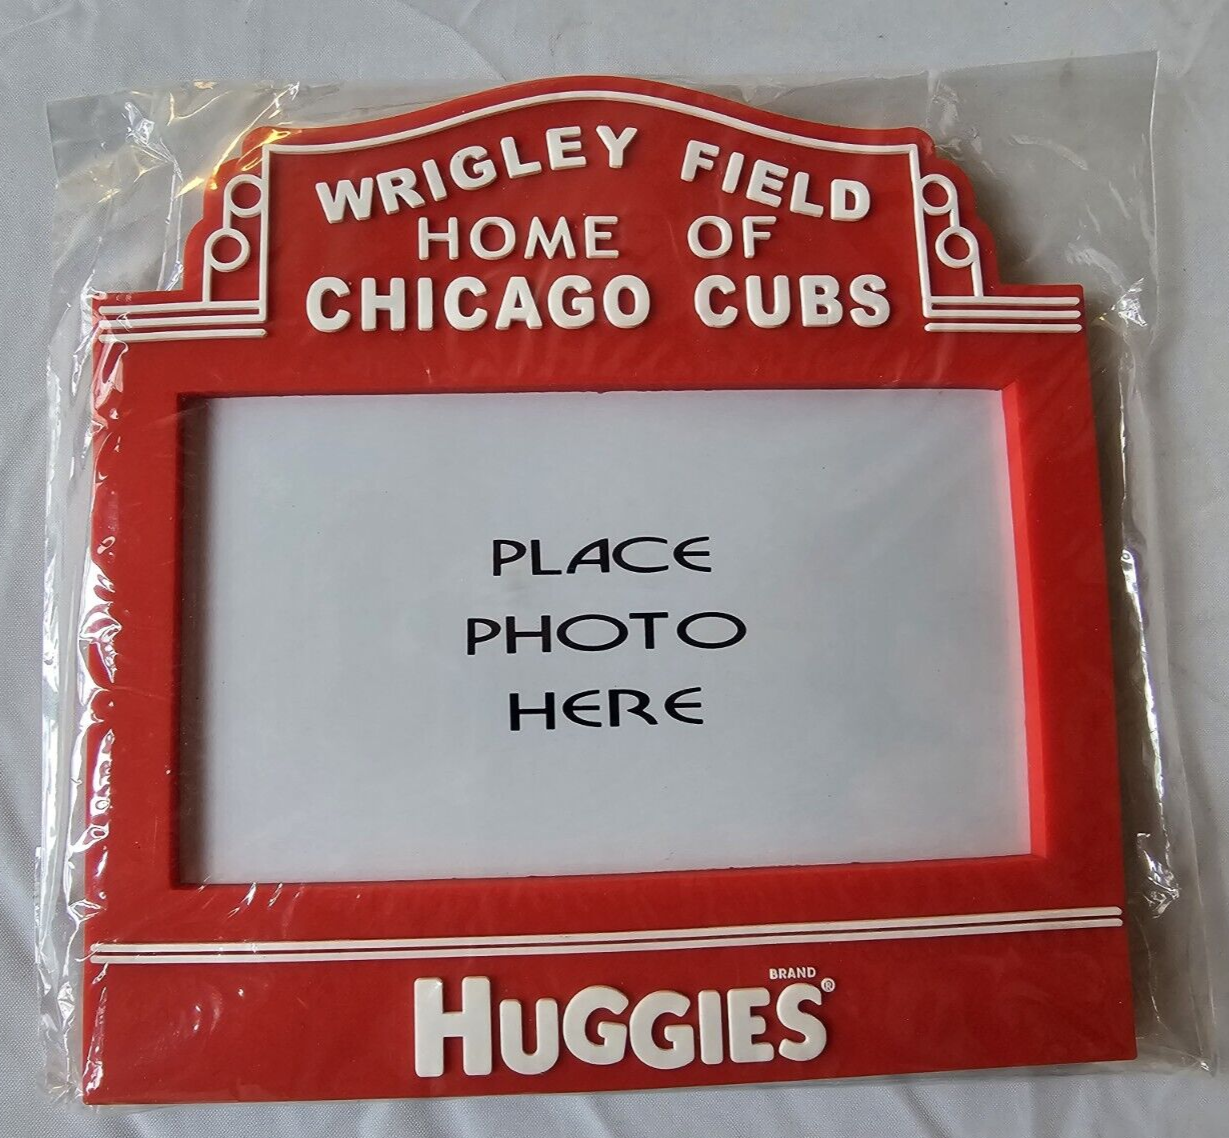 WRIGLEY FIELD
HOME OF
CHICAGO CUBS
PLACE
PHOTO
HERE
BRAND
HUGGIES®